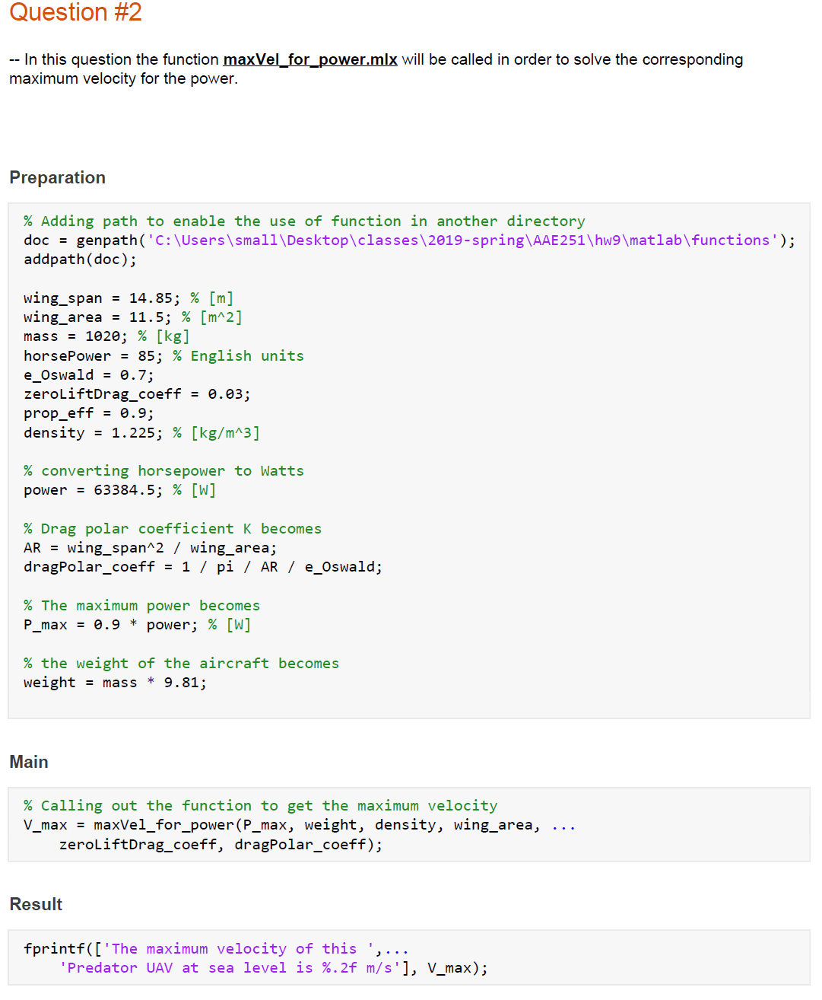 Question #2
-- In this question the function maxVel_for_power.mlx will be called in order to solve the corresponding
maximum velocity for the power.
Preparation
% Adding path to enable the use of function in another directory
doc = genpath('C:\Users\small\Desktop\classes\2019-spring\AAE251\hw9\matlab\functions');
addpath(doc);
wing_span = 14.85; % [m]
wing_area = 11.5; % [m^2]
mass = 1020; % [kg]
horsePower = 85; % English units
e_Oswald = 0.7;
zeroLiftDrag_coeff = 0.03;
prop_eff = 0.9;
density = 1.225; % [kg/m^3]
% converting horsepower to Watts
power = 63384.5; % [W]
% Drag polar coefficient K becomes
AR = wing_span^2 / wing_area;
dragPolar_coeff = 1 / pi / AR / e_Oswald;
% The maximum power becomes
P_max = 0.9 * power; % [W]
% the weight of the aircraft becomes
weight = mass * 9.81;
Main
% Calling out the function to get the maximum velocity
V_max = maxVel_for_power(P_max, weight, density, wing_area, ...
    zeroLiftDrag_coeff, dragPolar_coeff);
Result
fprintf(['The maximum velocity of this ',...
    'Predator UAV at sea level is %.2f m/s'], V_max);